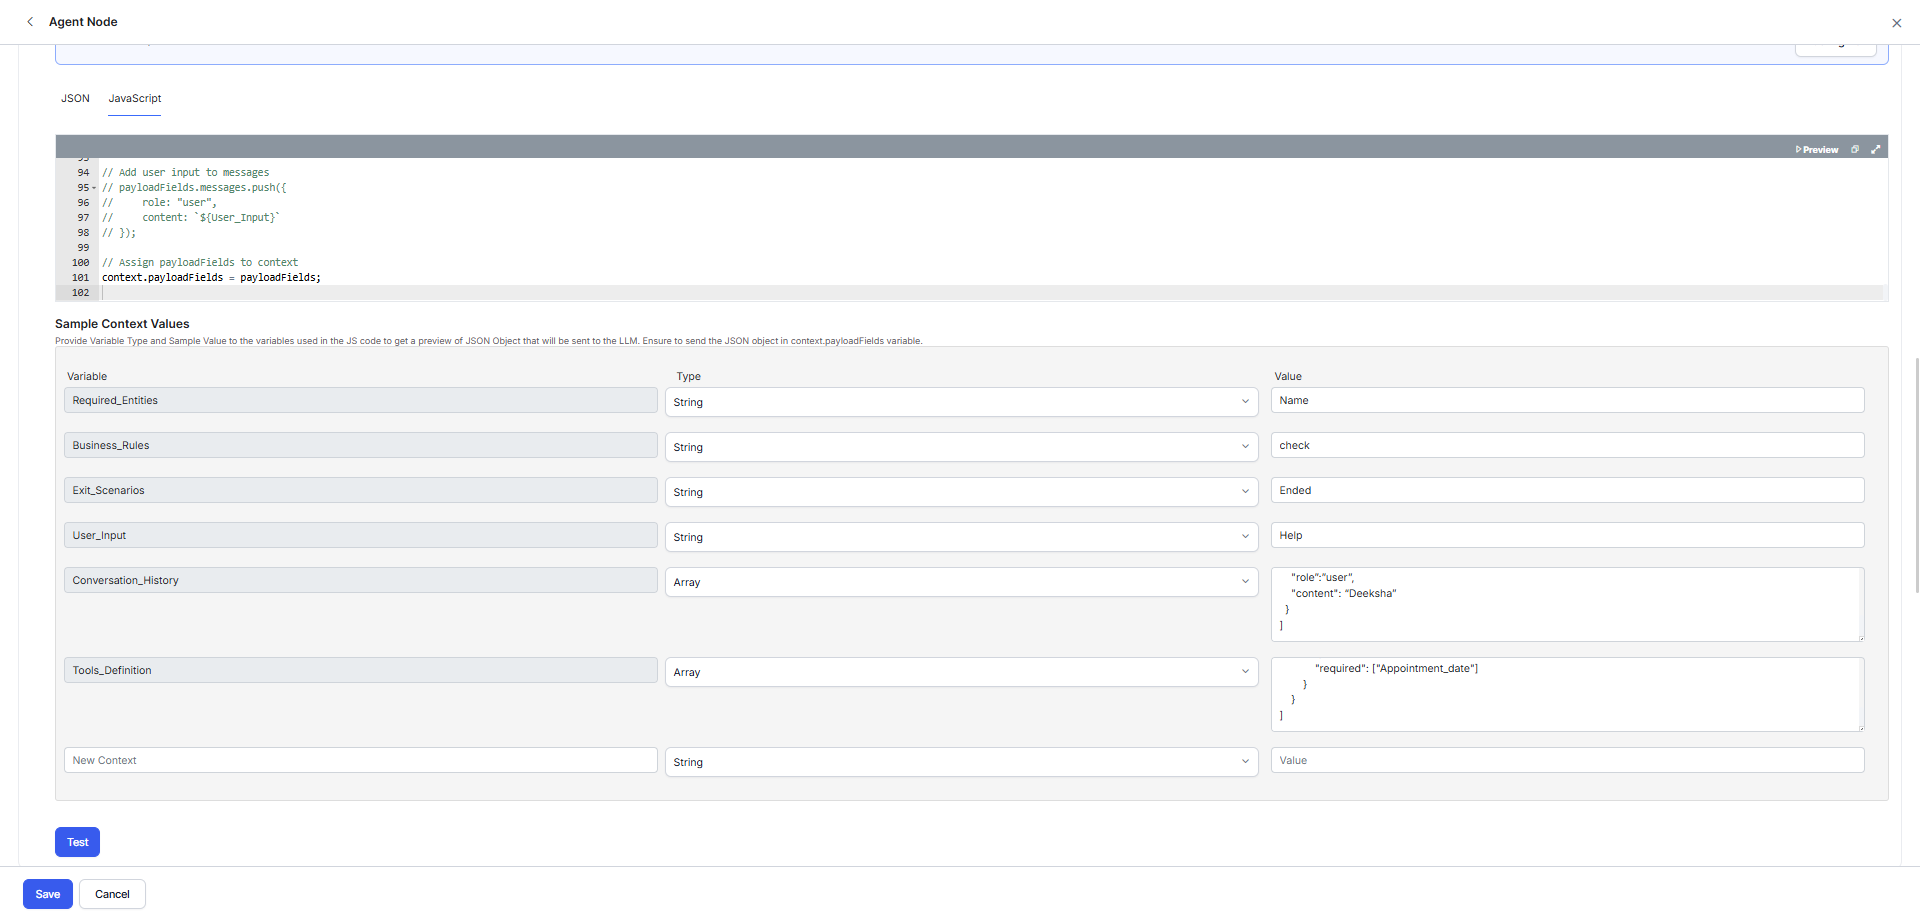 Agent Node
JSON JavaScript
Preview
94 // Add user input to messages
95 // payloadFields.messages.push({
96 //     role: "user",
97 //     content: `${User_Input}`
98 // });
99
100 // Assign payloadFields to context
101 context.payloadFields = payloadFields;
102
Sample Context Values
Provide Variable Type and Sample Value to the variables used in the JS code to get a preview of JSON Object that will be sent to the LLM. Ensure to send the JSON object in context.payloadFields variable.
Variable Type Value
Required_Entities String Name
Business_Rules String check
Exit_Scenarios String Ended
User_Input String Help
Conversation_History Array "role":"user",
"content": "Deeksha"
}
]
Tools_Definition Array "required": ["Appointment_date"]
}
}
]
New Context String Value
Test
Save Cancel